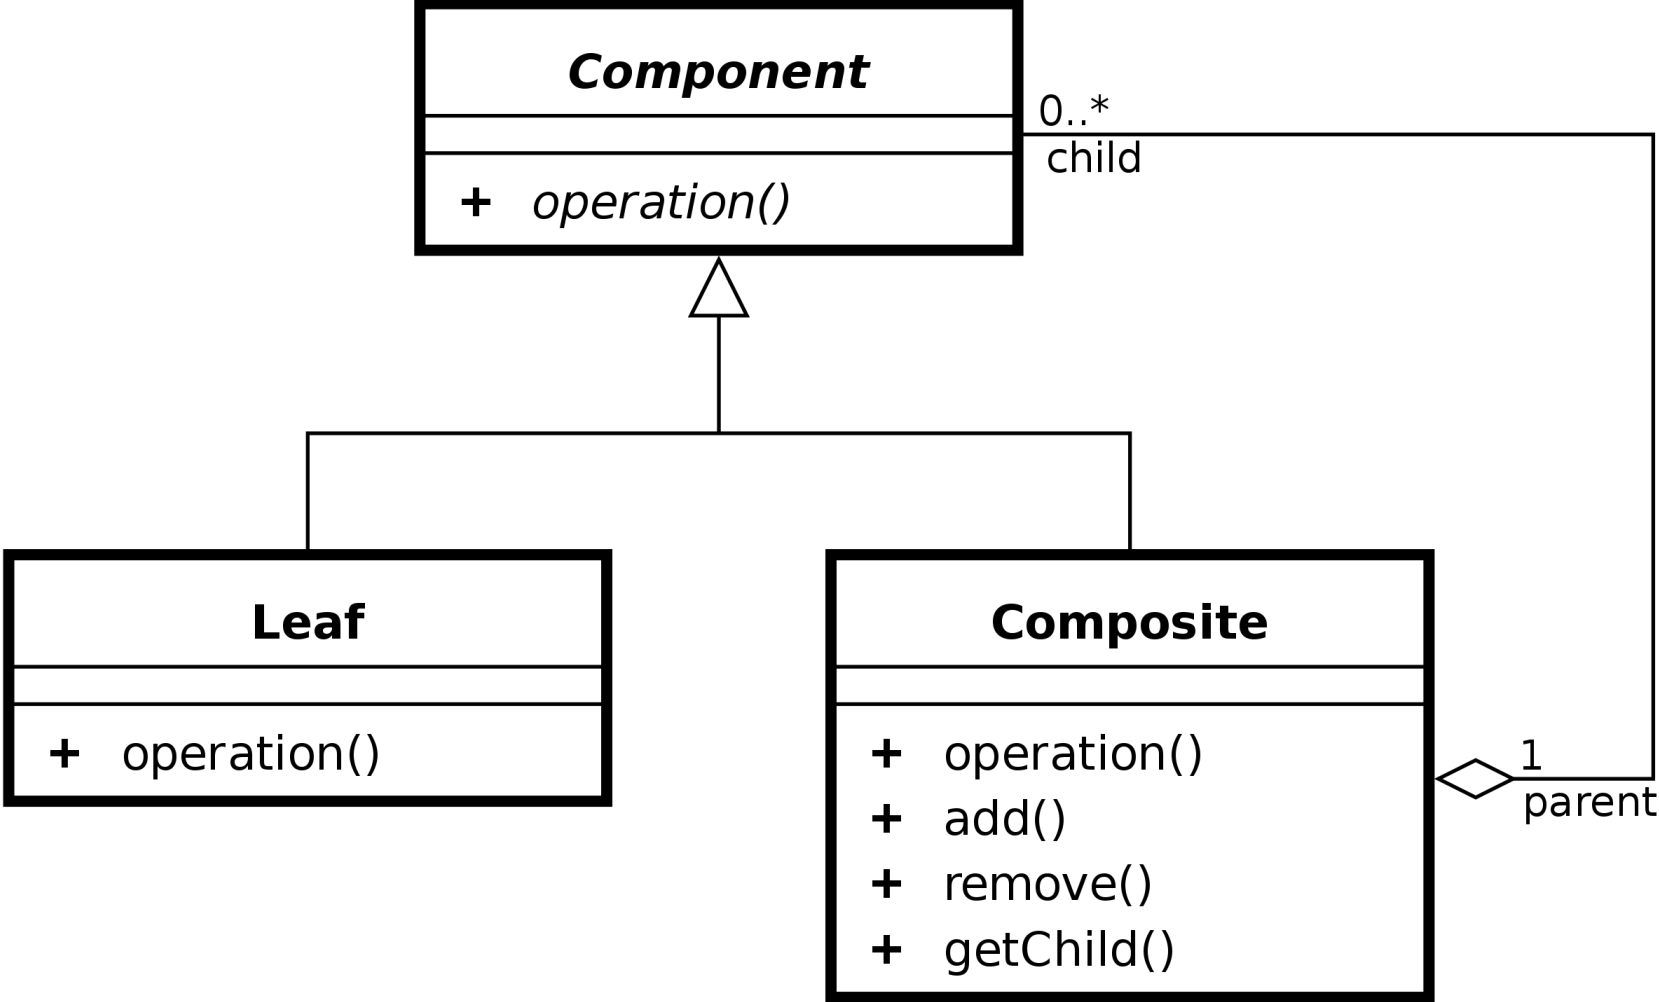 Component
+ operation()
0..*
child
Leaf
+ operation()
Composite
+ operation()
+ add()
+ remove()
+ getChild()
1
parent